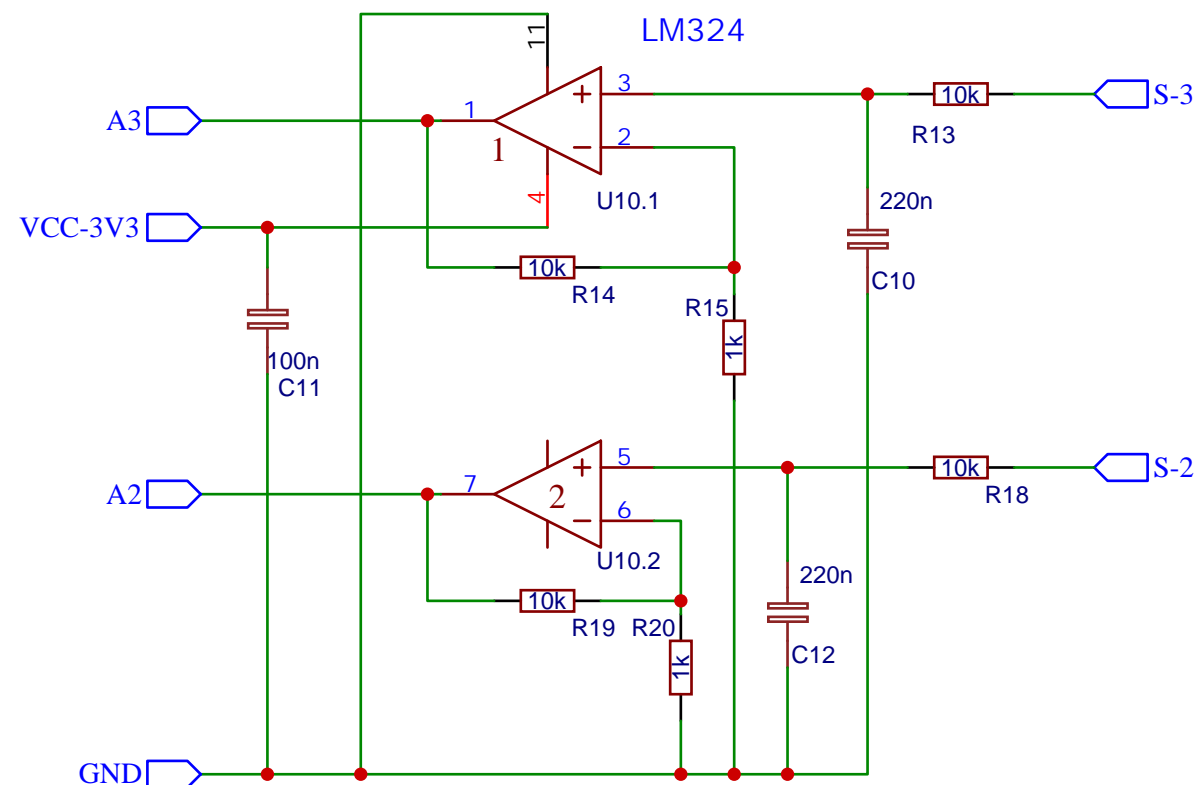 LM324
11
3
10k
S-3
A3
1
+
R13
2
1
−
4
U10.1
220n
VCC-3V3
10k
R14
C10
R15
1k
100n
C11
5
10k
S-2
A2
7
+
2
R18
6
−
U10.2
220n
10k
R19
R20
1k
C12
GND